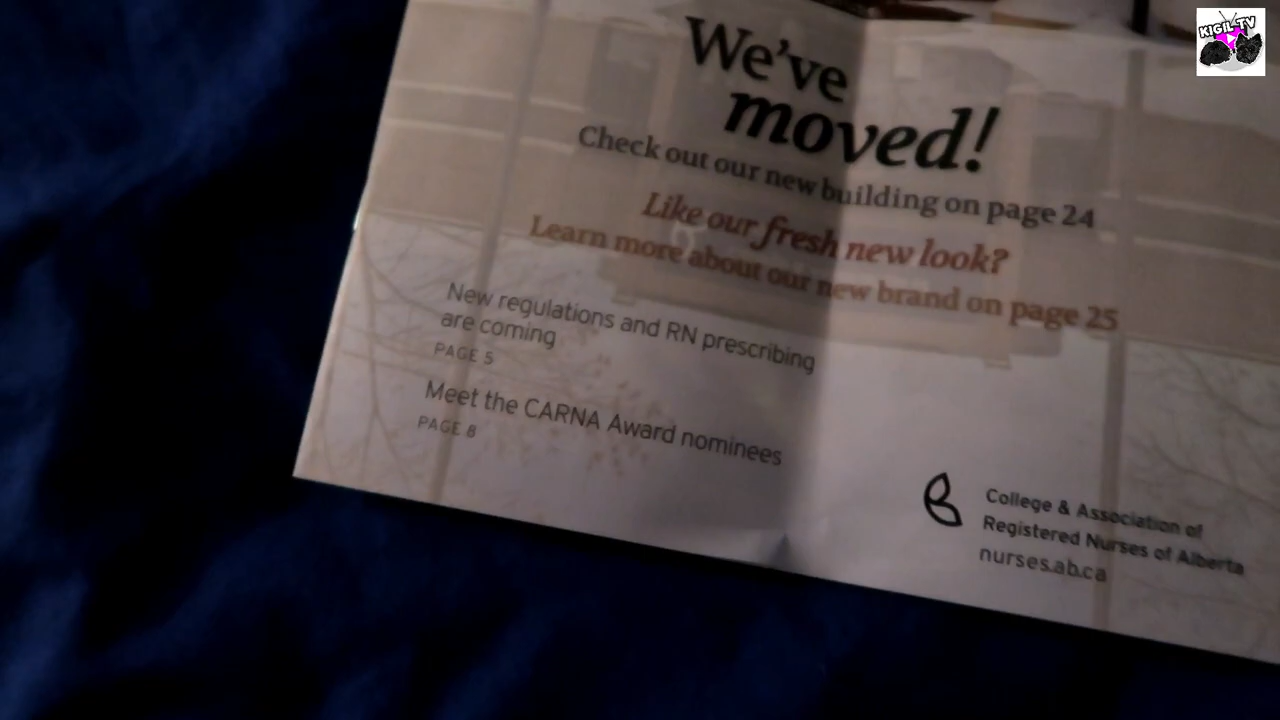 KIGIL TV
We've
moved!
Check out our new building on page 24
Like our fresh new look?
Learn more about our new brand on page 25
New regulations and RN prescribing
are coming
PAGE 5
Meet the CARNA Award nominees
PAGE 8
College & Association of
Registered Nurses of Alberta
nurses.ab.ca